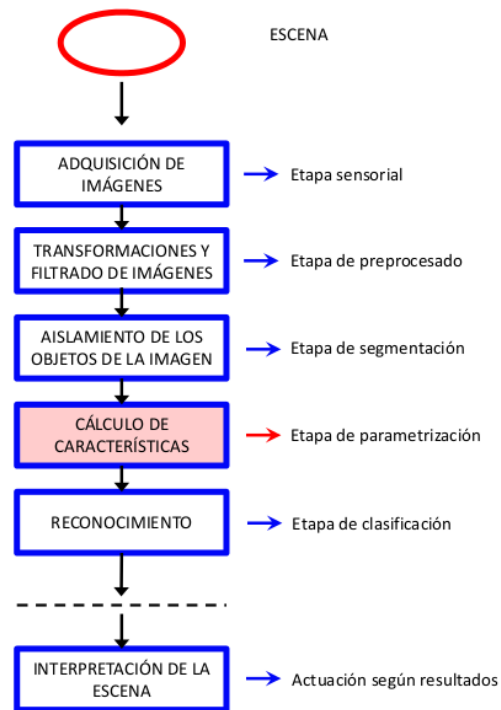 ESCENA
ADQUISICIÓN DE
IMÁGENES
Etapa sensorial
TRANSFORMACIONES Y
FILTRADO DE IMÁGENES
Etapa de preprocesado
AISLAMIENTO DE LOS
OBJETOS DE LA IMAGEN
Etapa de segmentación
CÁLCULO DE
CARACTERÍSTICAS
Etapa de parametrización
RECONOCIMIENTO
Etapa de clasificación
INTERPRETACIÓN DE LA
ESCENA
Actuación según resultados